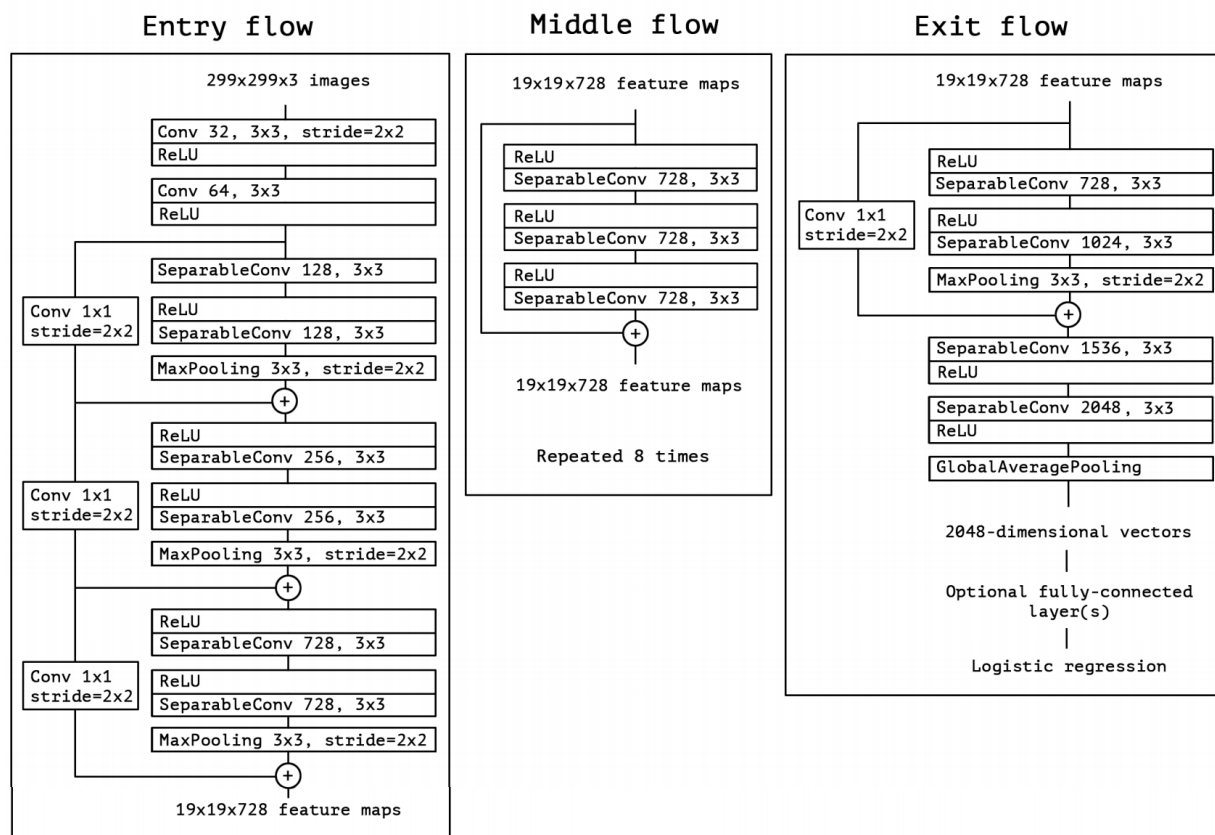 Entry flow
299x299x3 images
Conv 32, 3x3, stride=2x2
ReLU
Conv 64, 3x3
ReLU
SeparableConv 128, 3x3
Conv 1x1
stride=2x2
ReLU
SeparableConv 128, 3x3
MaxPooling 3x3, stride=2x2
+
ReLU
SeparableConv 256, 3x3
Conv 1x1
stride=2x2
ReLU
SeparableConv 256, 3x3
MaxPooling 3x3, stride=2x2
+
ReLU
SeparableConv 728, 3x3
Conv 1x1
stride=2x2
ReLU
SeparableConv 728, 3x3
MaxPooling 3x3, stride=2x2
+
19x19x728 feature maps
Middle flow
19x19x728 feature maps
ReLU
SeparableConv 728, 3x3
ReLU
SeparableConv 728, 3x3
ReLU
SeparableConv 728, 3x3
+
19x19x728 feature maps
Repeated 8 times
Exit flow
19x19x728 feature maps
ReLU
SeparableConv 728, 3x3
Conv 1x1
stride=2x2
ReLU
SeparableConv 1024, 3x3
MaxPooling 3x3, stride=2x2
+
SeparableConv 1536, 3x3
ReLU
SeparableConv 2048, 3x3
ReLU
GlobalAveragePooling
2048-dimensional vectors
Optional fully-connected
layer(s)
Logistic regression